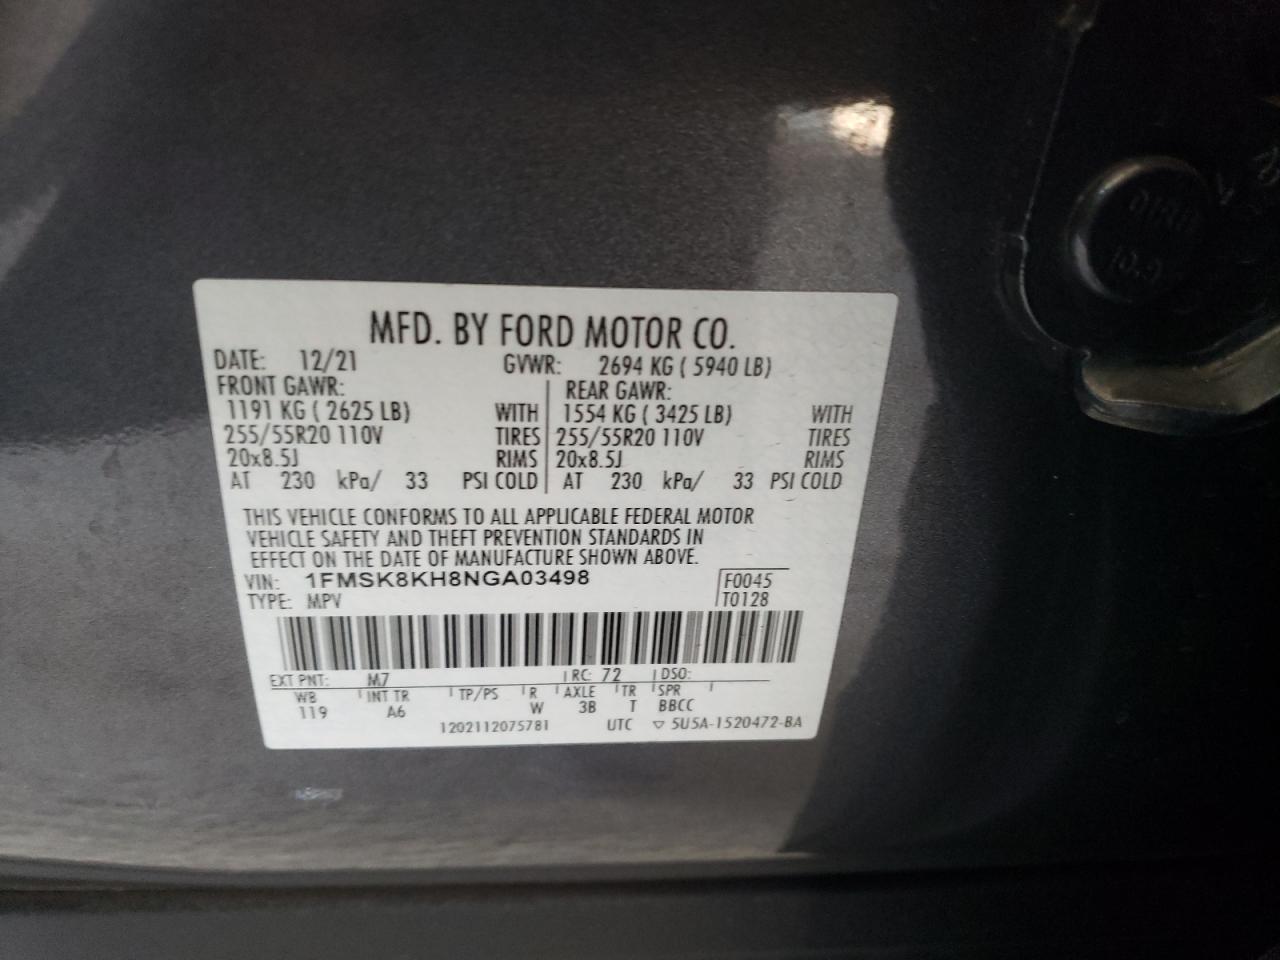 MFD. BY FORD MOTOR CO.
DATE: 12/21 GVWR: 2694 KG ( 5940 LB)
FRONT GAWR: REAR GAWR:
1191 KG ( 2625 LB) WITH 1554 KG ( 3425 LB) WITH
255/55R20 110V TIRES 255/55R20 110V TIRES
20x8.5J RIMS 20x8.5J RIMS
AT 230 kPa/ 33 PSI COLD AT 230 kPa/ 33 PSI COLD
THIS VEHICLE CONFORMS TO ALL APPLICABLE FEDERAL MOTOR
VEHICLE SAFETY AND THEFT PREVENTION STANDARDS IN
EFFECT ON THE DATE OF MANUFACTURE SHOWN ABOVE.
VIN: 1FMSK8KH8NGA03498 F0045
TYPE: MPV T0128
EXT PNT: M7 RC: 72 DSO:
WB INT TR TP/PS R AXLE TR SPR
119 A6 W 3B T BBCC
1202112075781 UTC ▽ 5U5A-1520472-BA
10.9